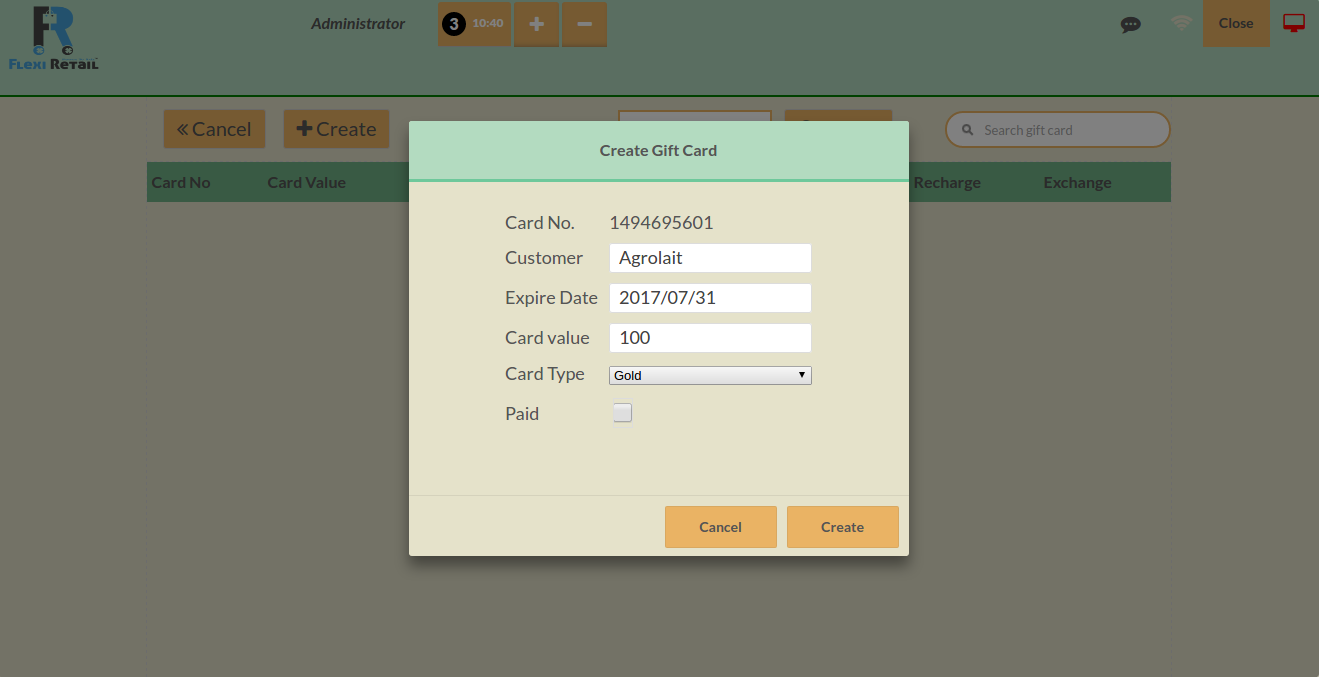 Administrator
3 10:40
Close
FLEXI RETAIL
Cancel
Create
Search gift card
Card No
Card Value
Recharge
Exchange
Create Gift Card
Card No. 1494695601
Customer Agrolait
Expire Date 2017/07/31
Card value 100
Card Type Gold
Paid
Cancel
Create